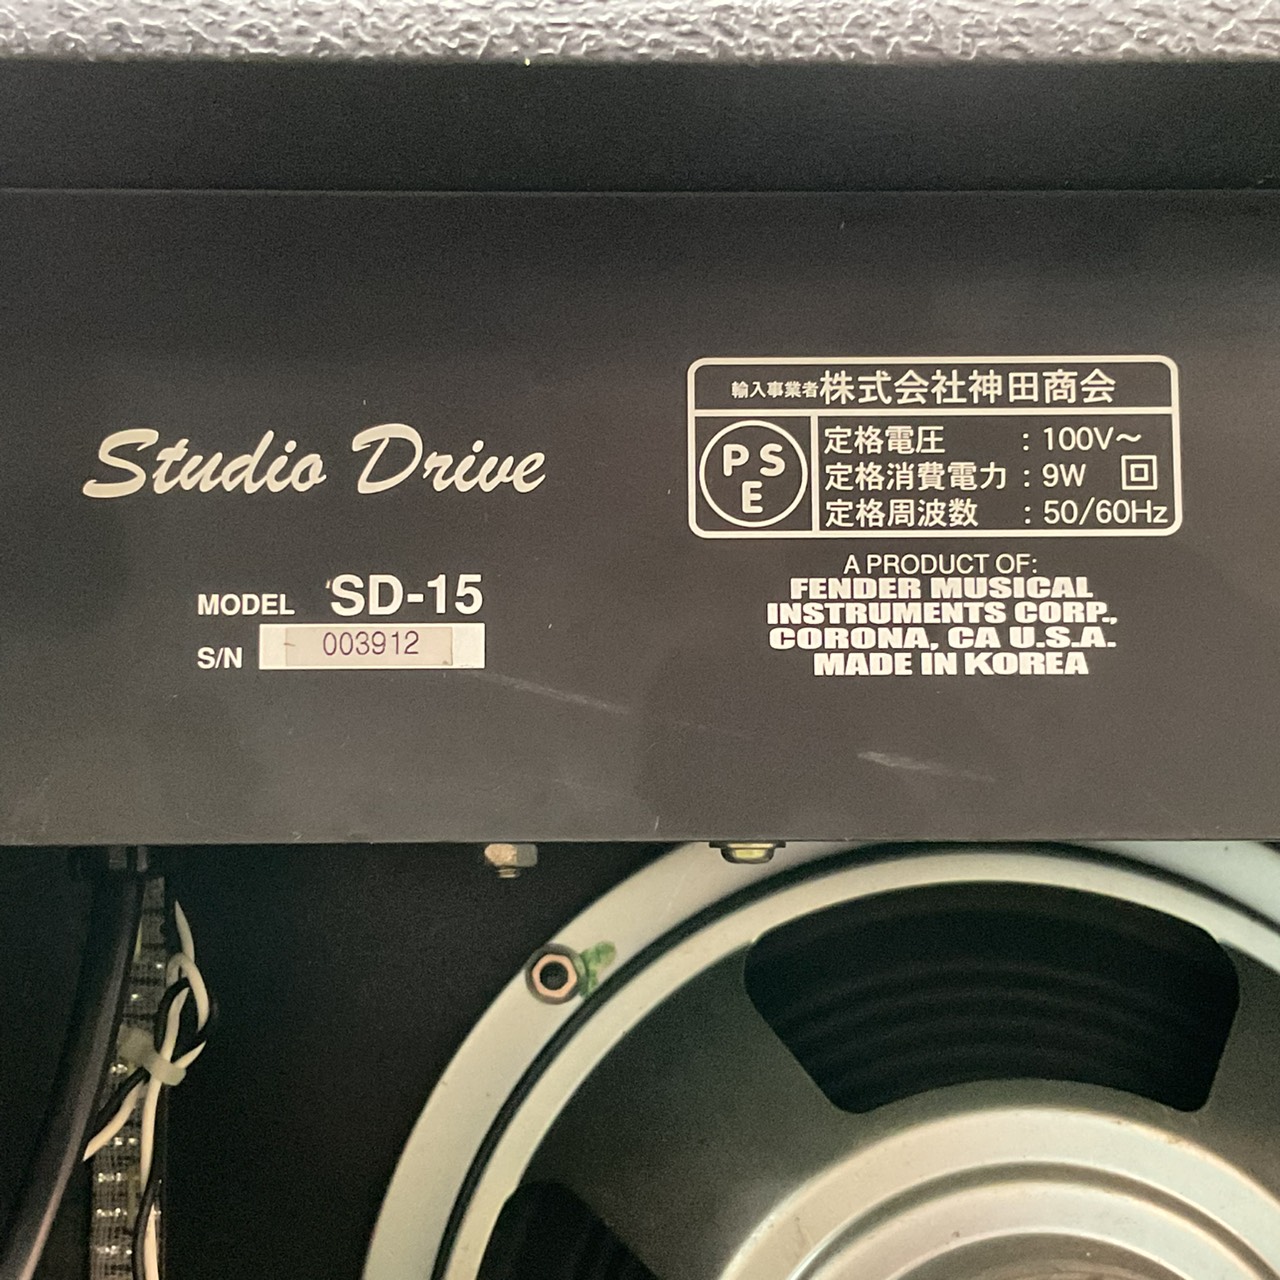 Studio Drive
MODEL SD-15
S/N 003912
輸入事業者 株式会社神田商会
PSE
定格電圧 : 100V～
定格消費電力 : 9W
定格周波数 : 50/60Hz
A PRODUCT OF:
FENDER MUSICAL
INSTRUMENTS CORP.,
CORONA, CA U.S.A.
MADE IN KOREA